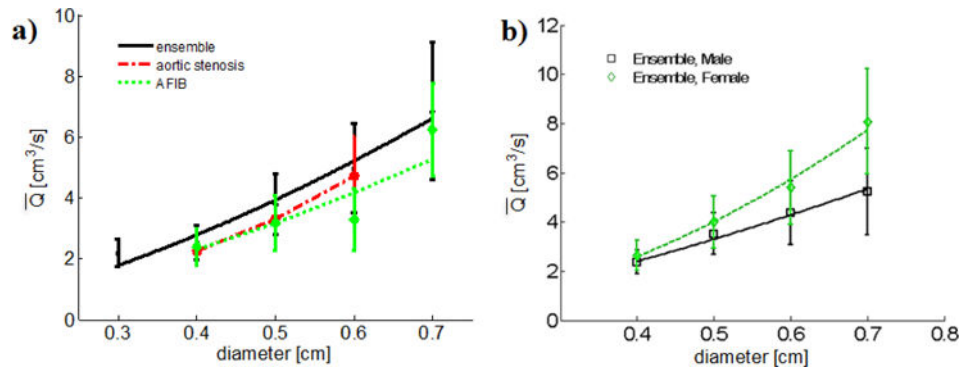 a)
10
8
6
4
2
0
Q [cm³/s]
ensemble
aortic stenosis
AFIB
0.3 0.4 0.5 0.6 0.7
diameter [cm]
b)
12
10
8
6
4
2
0
Q [cm³/s]
Ensemble, Male
Ensemble, Female
0.4 0.5 0.6 0.7 0.8
diameter [cm]